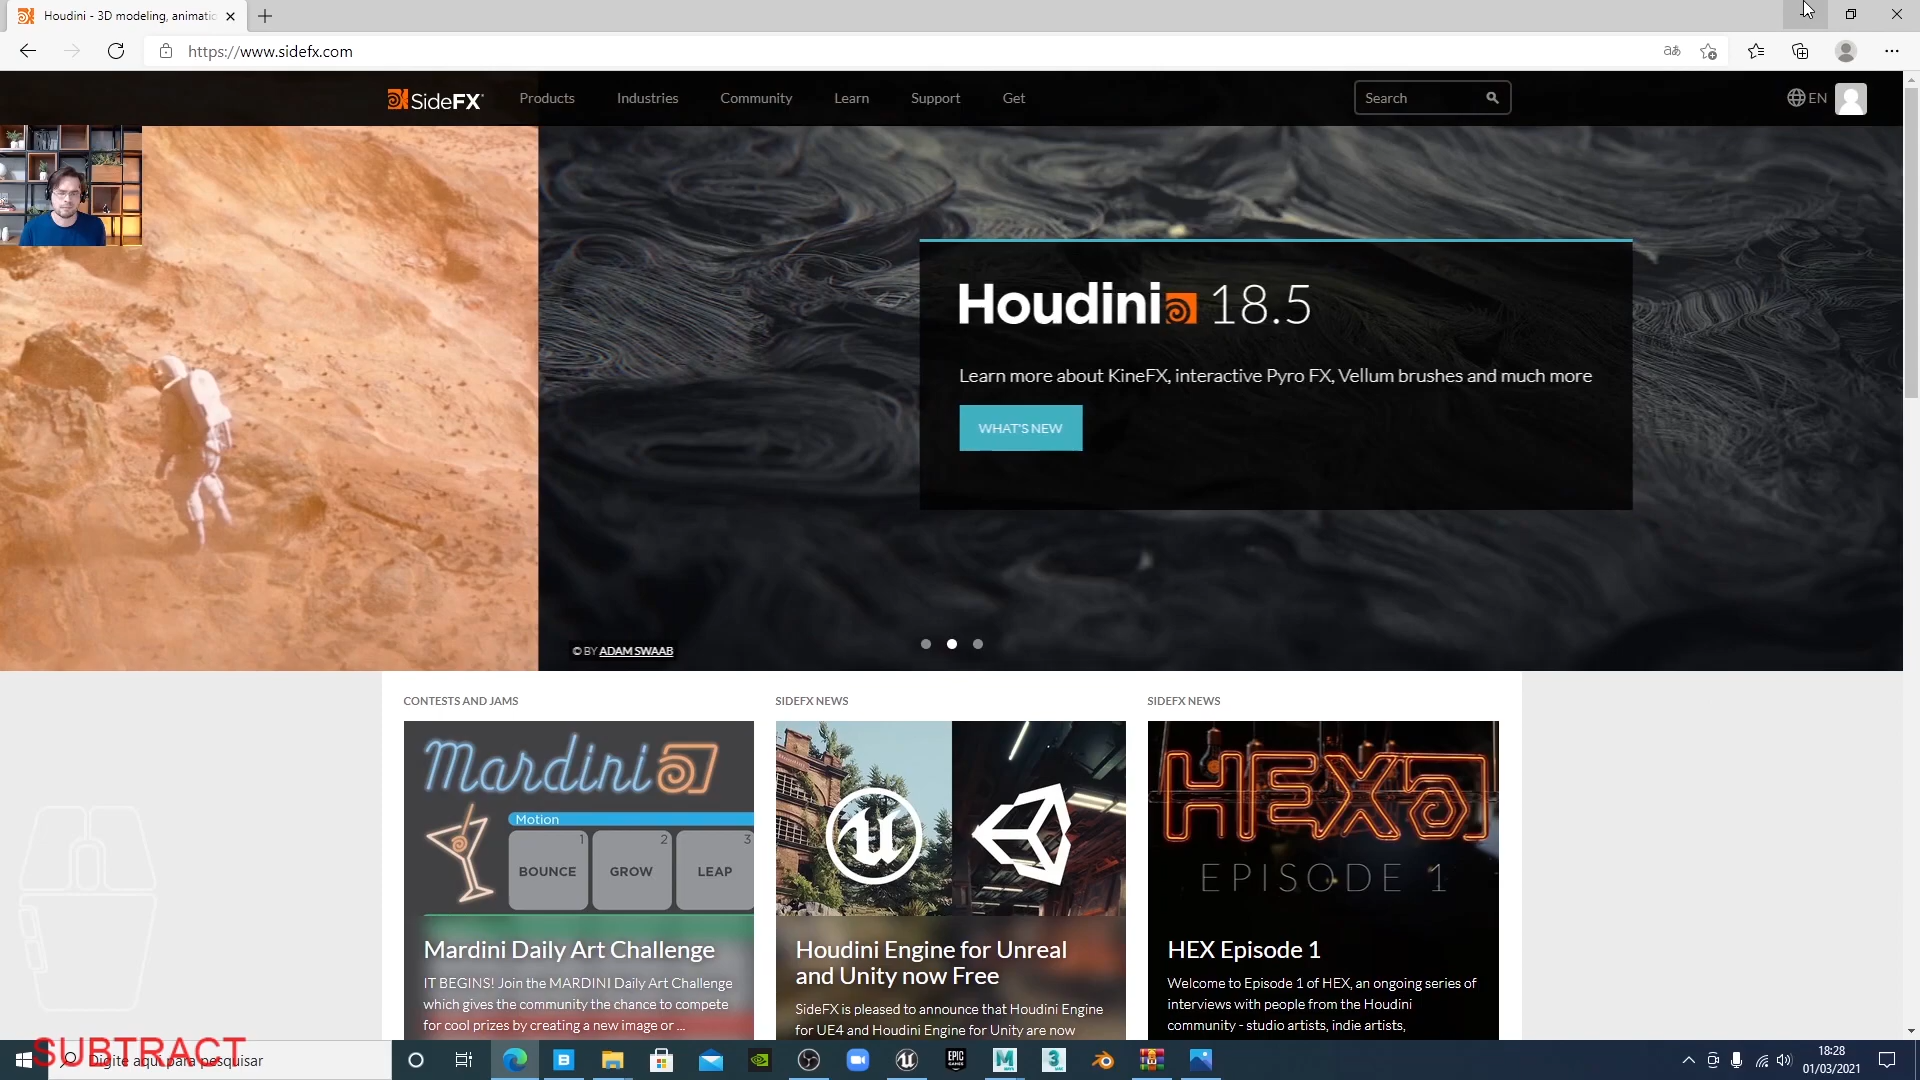 Houdini - 3D modeling, animatic
https://www.sidefx.com
SideFX
Products
Industries
Community
Learn
Support
Get
Search
EN
Houdini 18.5
Learn more about KineFX, interactive Pyro FX, Vellum brushes and much more
WHAT'S NEW
© BY ADAM SWAAB
CONTESTS AND JAMS
Mardini
Motion
1
BOUNCE
2
GROW
3
LEAP
Mardini Daily Art Challenge
IT BEGINS! Join the MARDINI Daily Art Challenge
which gives the community the chance to compete
for cool prizes by creating a new image or ...
SIDEFX NEWS
Houdini Engine for Unreal
and Unity now Free
SideFX is pleased to announce that Houdini Engine
for UE4 and Houdini Engine for Unity are now
SIDEFX NEWS
HEX
EPISODE 1
HEX Episode 1
Welcome to Episode 1 of HEX, an ongoing series of
interviews with people from the Houdini
community - studio artists, indie artists,
SUBTRACT
Digite aqui para pesquisar
EPIC
GAMES
18:28
01/03/2021